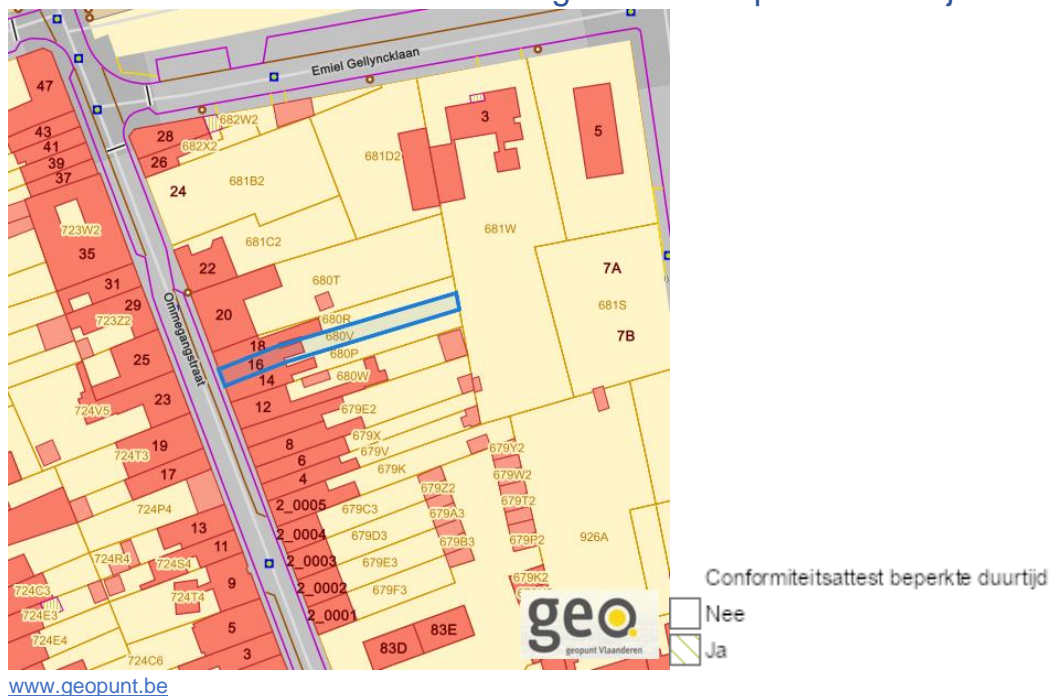 Emiel Gellyncklaan
47
43
41
39
37
28
26
682W2
682X2
24
681B2
681D2
3
5
723W2
35
681C2
681W
22
680T
7A
681S
7B
31
29
723Z2
Ommegangstraat
20
680R
680V
18
16
680P
14
680W
25
724V5
23
12
679E2
8
679X
679V
6
679K
4
19
724T3
17
679Y2
679W2
679Z2
679T2
2_0005
679C3
679A3
724P4
13
2_0004
679D3
679B3
679P2
926A
11
724R4
724S4
2_0003
679E3
724C3
724T4
9
2_0002
679F3
679K2
724E3
2_0001
5
83E
83D
724E4
724C6
3
geo
geopunt Vlaanderen
Conformiteitsattest beperkte duurtijd
Nee
Ja
www.geopunt.be